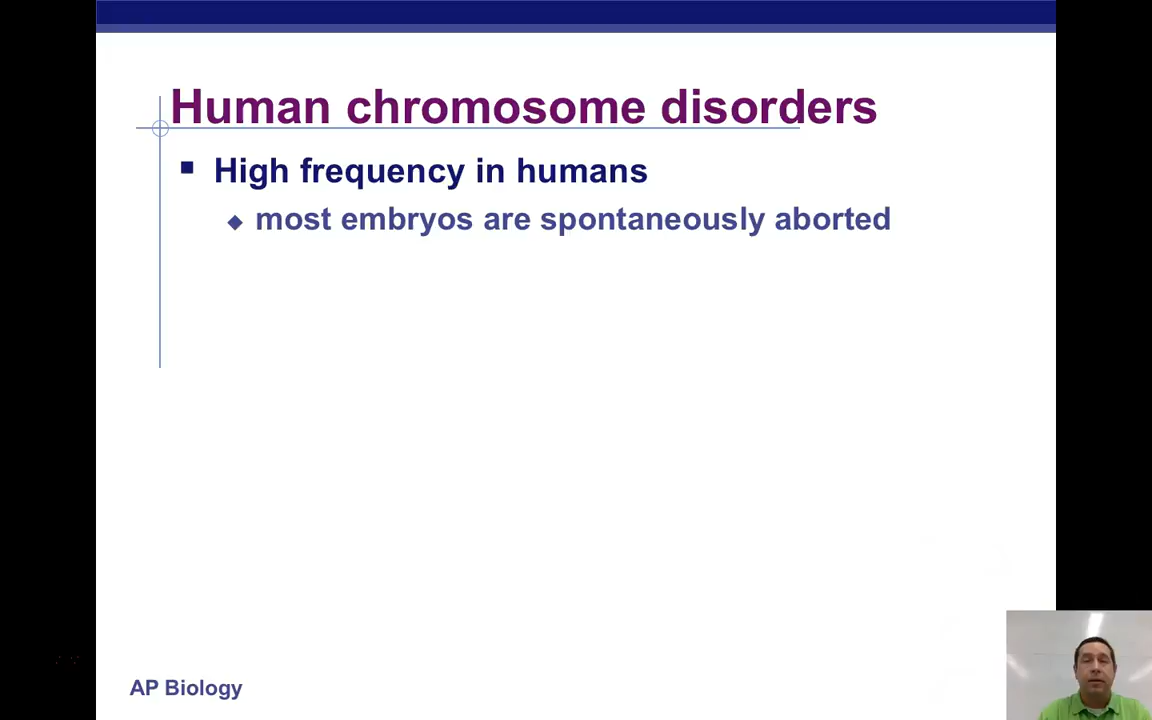 Human chromosome disorders
High frequency in humans
most embryos are spontaneously aborted
AP Biology